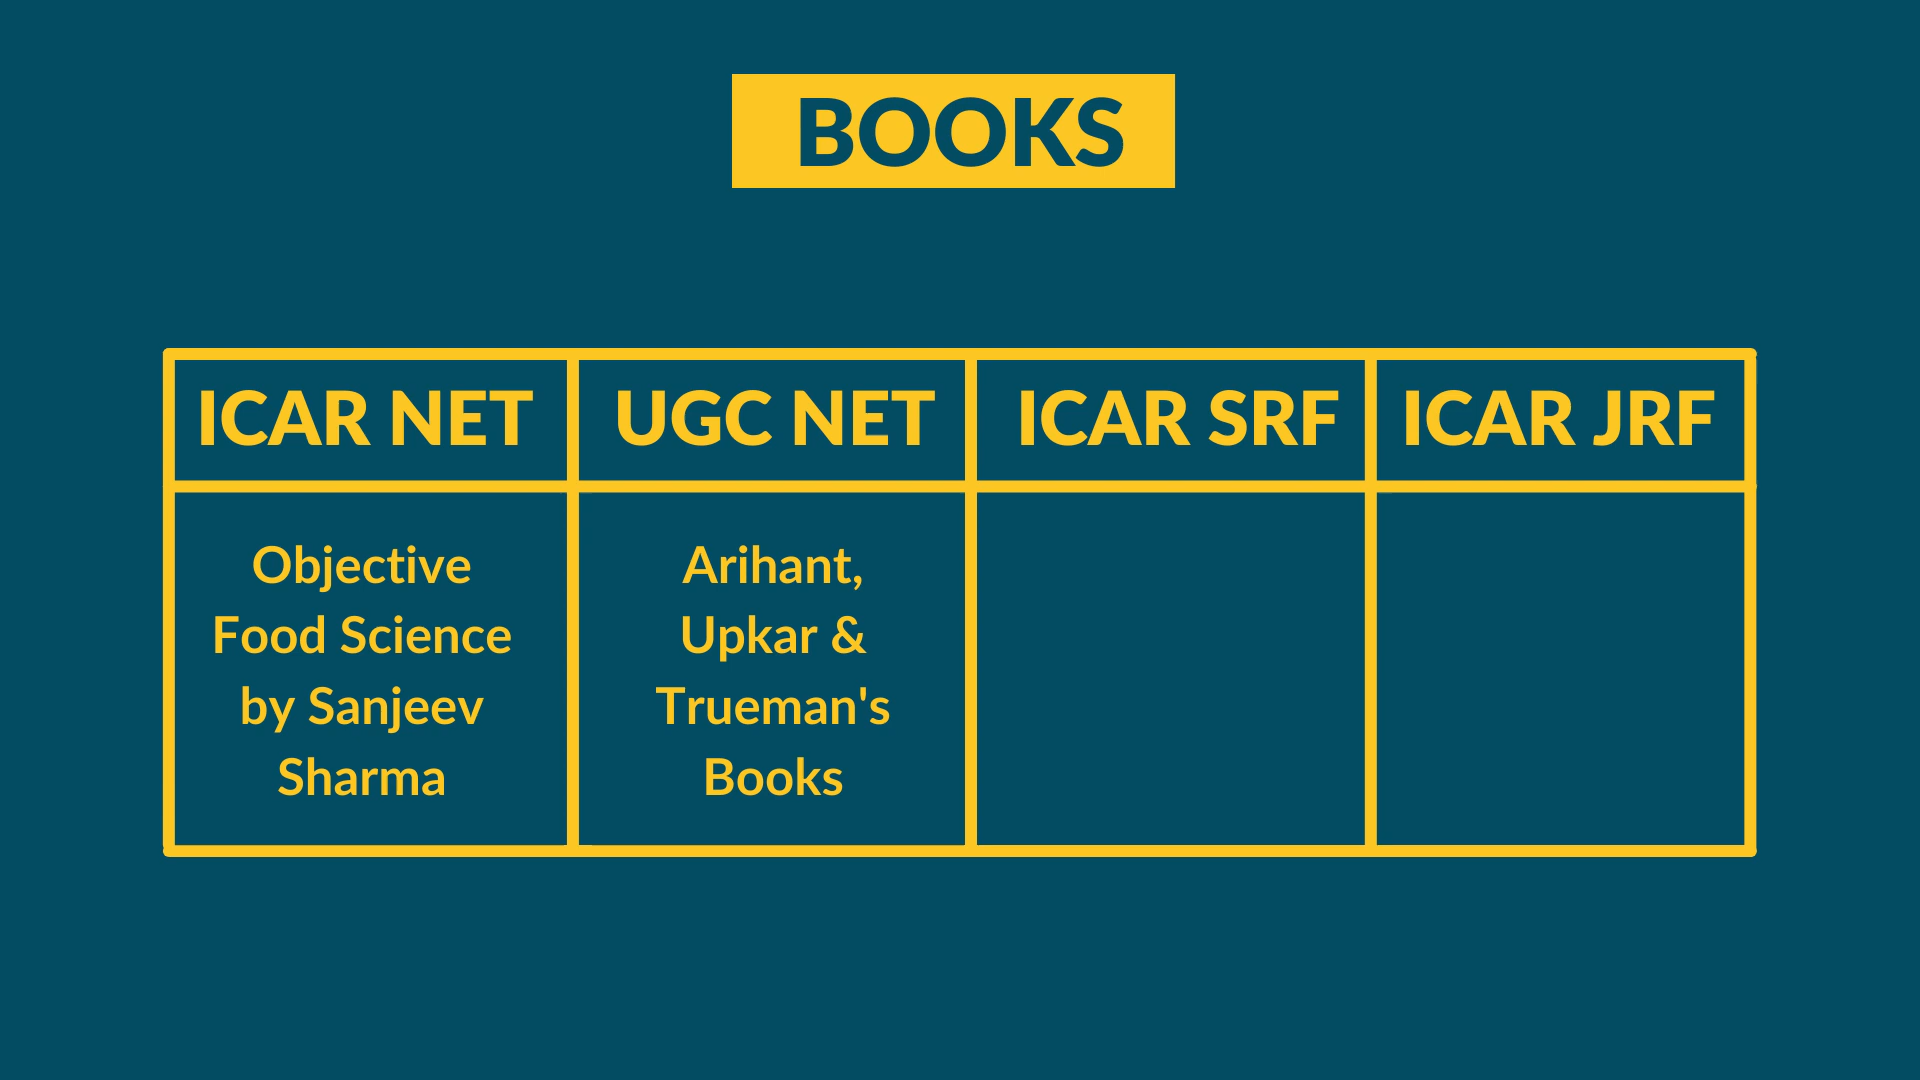 BOOKS
ICAR NET
UGC NET
ICAR SRF
ICAR JRF
Objective
Food Science
by Sanjeev
Sharma
Arihant,
Upkar &
Trueman's
Books